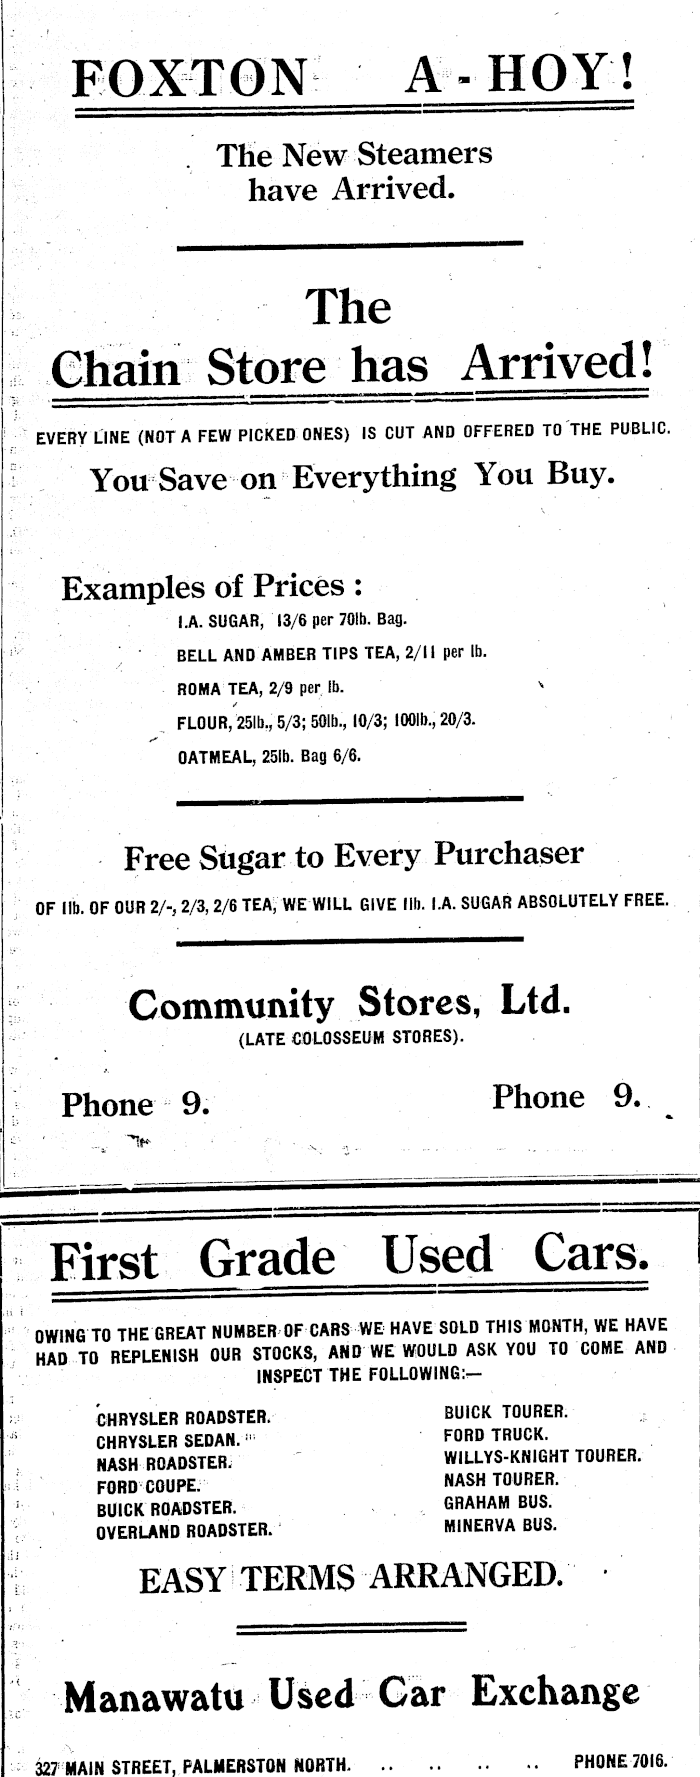 FOXTON A-HOY!
The New Steamers
have Arrived.
The
Chain Store has Arrived!
EVERY LINE (NOT A FEW PICKED ONES) IS CUT AND OFFERED TO THE PUBLIC.
You Save on Everything You Buy.
Examples of Prices :
I.A. SUGAR, 13/6 per 70lb. Bag.
BELL AND AMBER TIPS TEA, 2/11 per lb.
ROMA TEA, 2/9 per lb.
FLOUR, 25lb., 5/3; 50lb., 10/3; 100lb., 20/3.
OATMEAL, 25lb. Bag 6/6.
Free Sugar to Every Purchaser
OF 1lb. OF OUR 2/-, 2/3, 2/6 TEA, WE WILL GIVE 1lb. I.A. SUGAR ABSOLUTELY FREE.
Community Stores, Ltd.
(LATE COLOSSEUM STORES).
Phone 9. Phone 9.
First Grade Used Cars.
OWING TO THE GREAT NUMBER OF CARS WE HAVE SOLD THIS MONTH, WE HAVE
HAD TO REPLENISH OUR STOCKS, AND WE WOULD ASK YOU TO COME AND
INSPECT THE FOLLOWING:—
CHRYSLER ROADSTER.
CHRYSLER SEDAN.
NASH ROADSTER.
FORD COUPE.
BUICK ROADSTER.
OVERLAND ROADSTER.
BUICK TOURER.
FORD TRUCK.
WILLYS-KNIGHT TOURER.
NASH TOURER.
GRAHAM BUS.
MINERVA BUS.
EASY TERMS ARRANGED.
Manawatu Used Car Exchange
327 MAIN STREET, PALMERSTON NORTH. .. .. .. .. PHONE 7016.